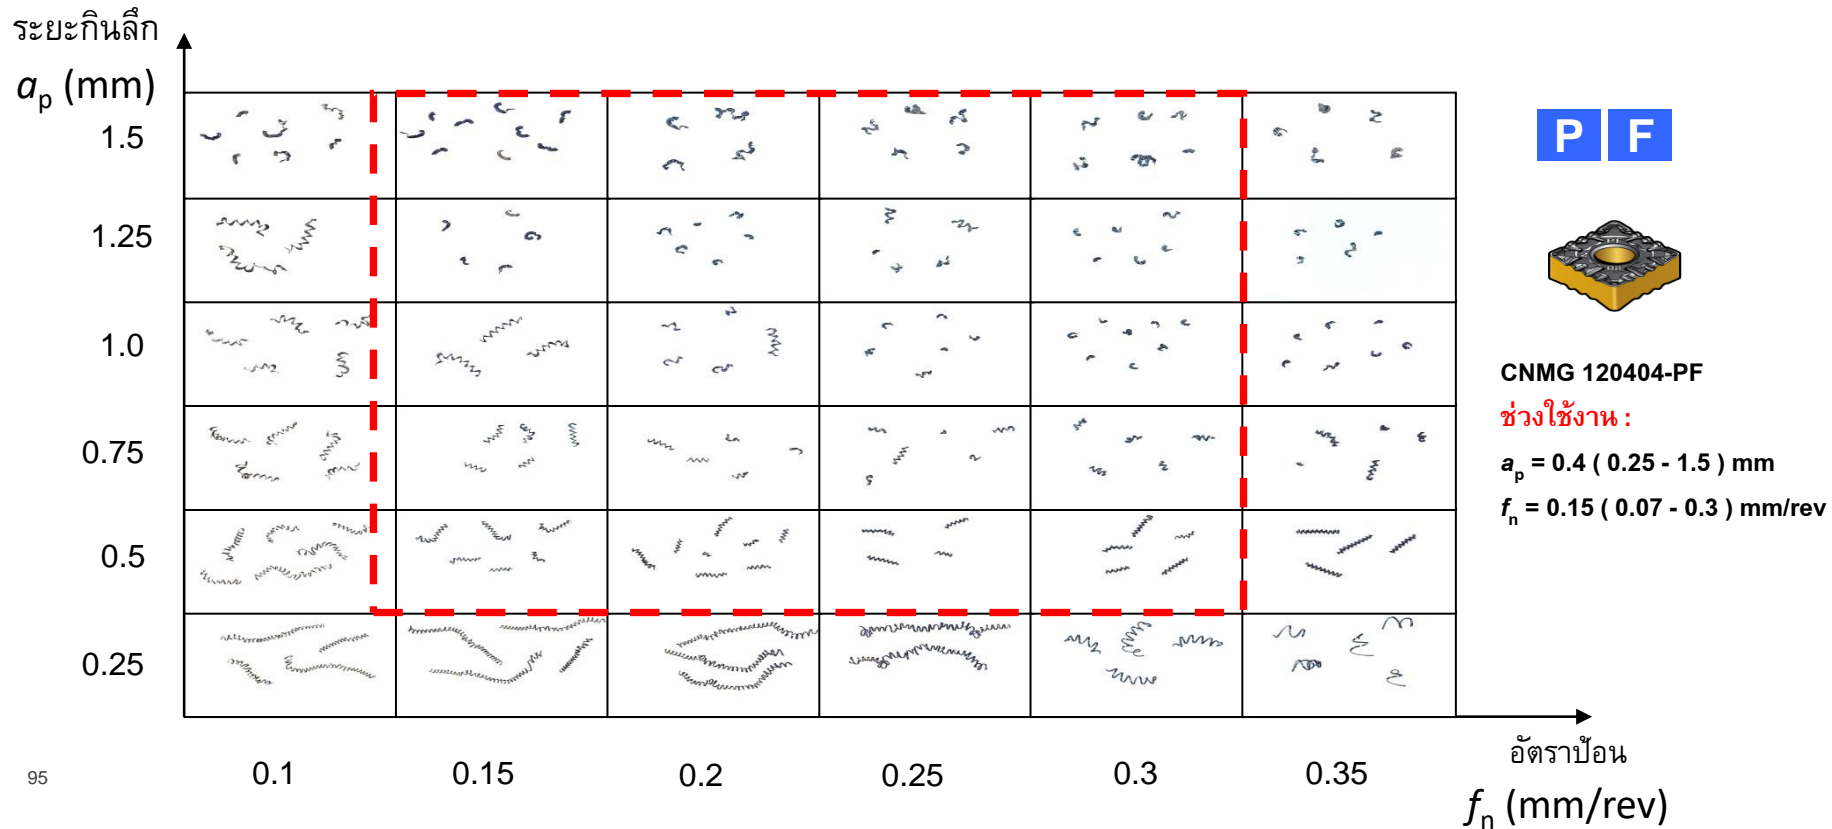 ระยะกินลึก
ap (mm)
1.5
1.25
1.0
0.75
0.5
0.25
0.1 0.15 0.2 0.25 0.3 0.35
อัตราป้อน
fn (mm/rev)
P F
CNMG 120404-PF
ช่วงใช้งาน :
ap = 0.4 ( 0.25 - 1.5 ) mm
fn = 0.15 ( 0.07 - 0.3 ) mm/rev
95